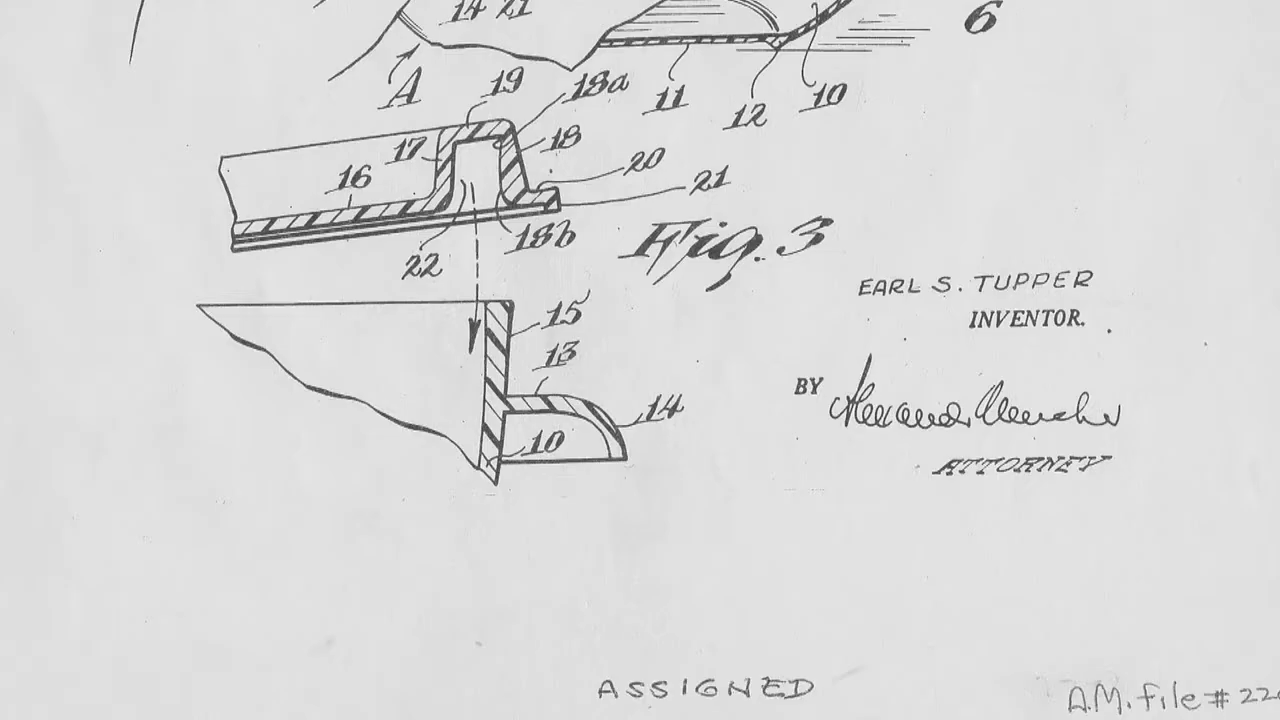 14 21
6
A
11
12
10
19
18a
17
18
16
20
21
18b
22
Fig. 3
EARL S. TUPPER
INVENTOR.
15
13
BY
14
10
ATTORNEY
ASSIGNED
A.M. file # 22